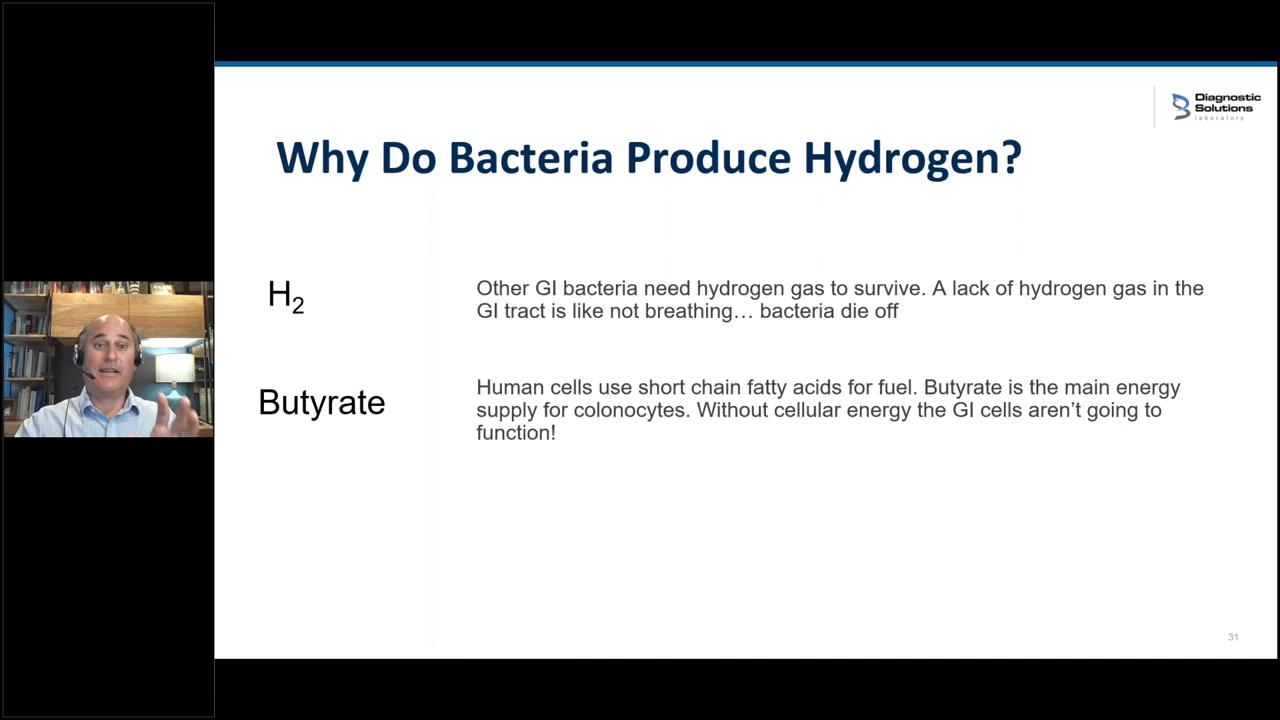 Diagnostic
Solutions
laboratory
Why Do Bacteria Produce Hydrogen?
H₂
Other GI bacteria need hydrogen gas to survive. A lack of hydrogen gas in the
GI tract is like not breathing… bacteria die off
Butyrate
Human cells use short chain fatty acids for fuel. Butyrate is the main energy
supply for colonocytes. Without cellular energy the GI cells aren't going to
function!
31